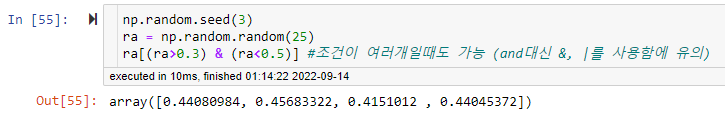 In [55]:
np.random.seed(3)
ra = np.random.random(25)
ra[(ra>0.3) & (ra<0.5)] #조건이 여러개일때도 가능 (and대신 &, |를 사용함에 유의)
executed in 10ms, finished 01:14:22 2022-09-14
Out[55]: array([0.44080984, 0.45683322, 0.4151012 , 0.44045372])